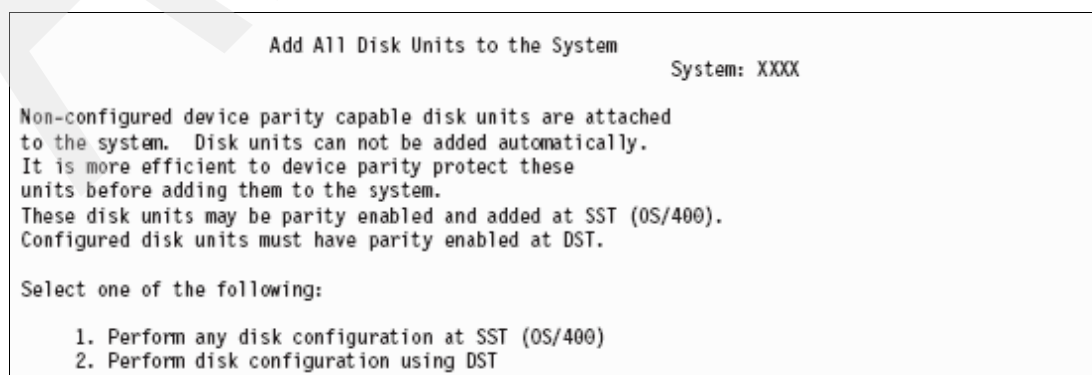 Add All Disk Units to the System
System: XXXX
Non-configured device parity capable disk units are attached
to the system. Disk units can not be added automatically.
It is more efficient to device parity protect these
units before adding them to the system.
These disk units may be parity enabled and added at SST (OS/400).
Configured disk units must have parity enabled at DST.
Select one of the following:
1. Perform any disk configuration at SST (OS/400)
2. Perform disk configuration using DST